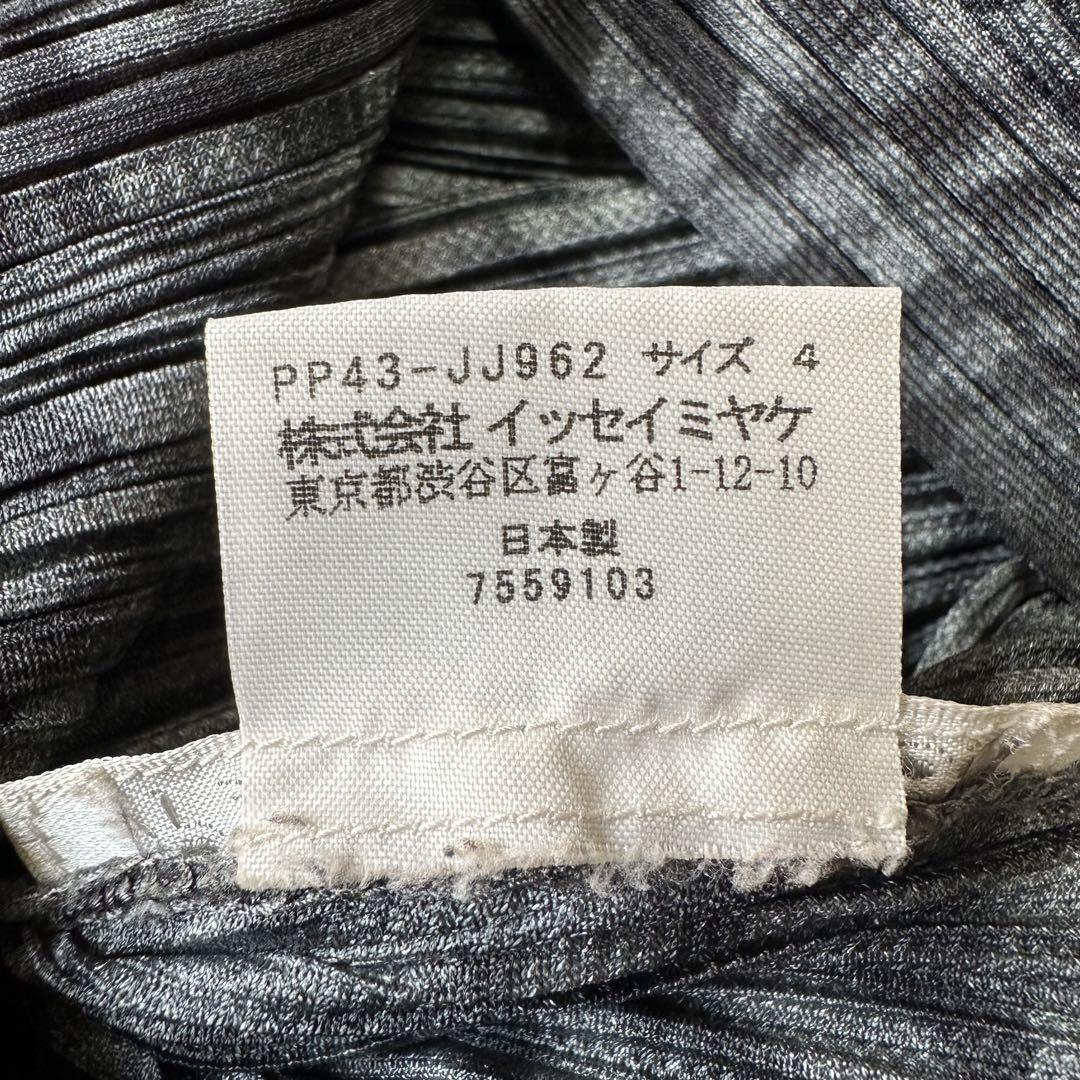 PP43-JJ962 サイズ 4
株式会社イッセイミヤケ
東京都渋谷区富ヶ谷1-12-10
日本製
7559103